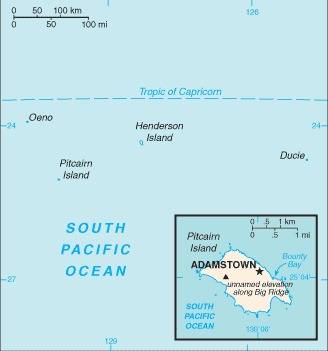 0 50 100 km
0 50 100 mi
126
Tropic of Capricorn
Oeno
24
Henderson
Island
24
Ducie
Pitcairn
Island
SOUTH
PACIFIC
OCEAN
27
27
129
Pitcairn
Island
0 .5 1 km
0 .5 1 mi
ADAMSTOWN
Bounty
Bay
unnamed elevation
along Big Ridge
25°04'
SOUTH
PACIFIC
OCEAN
130°06'